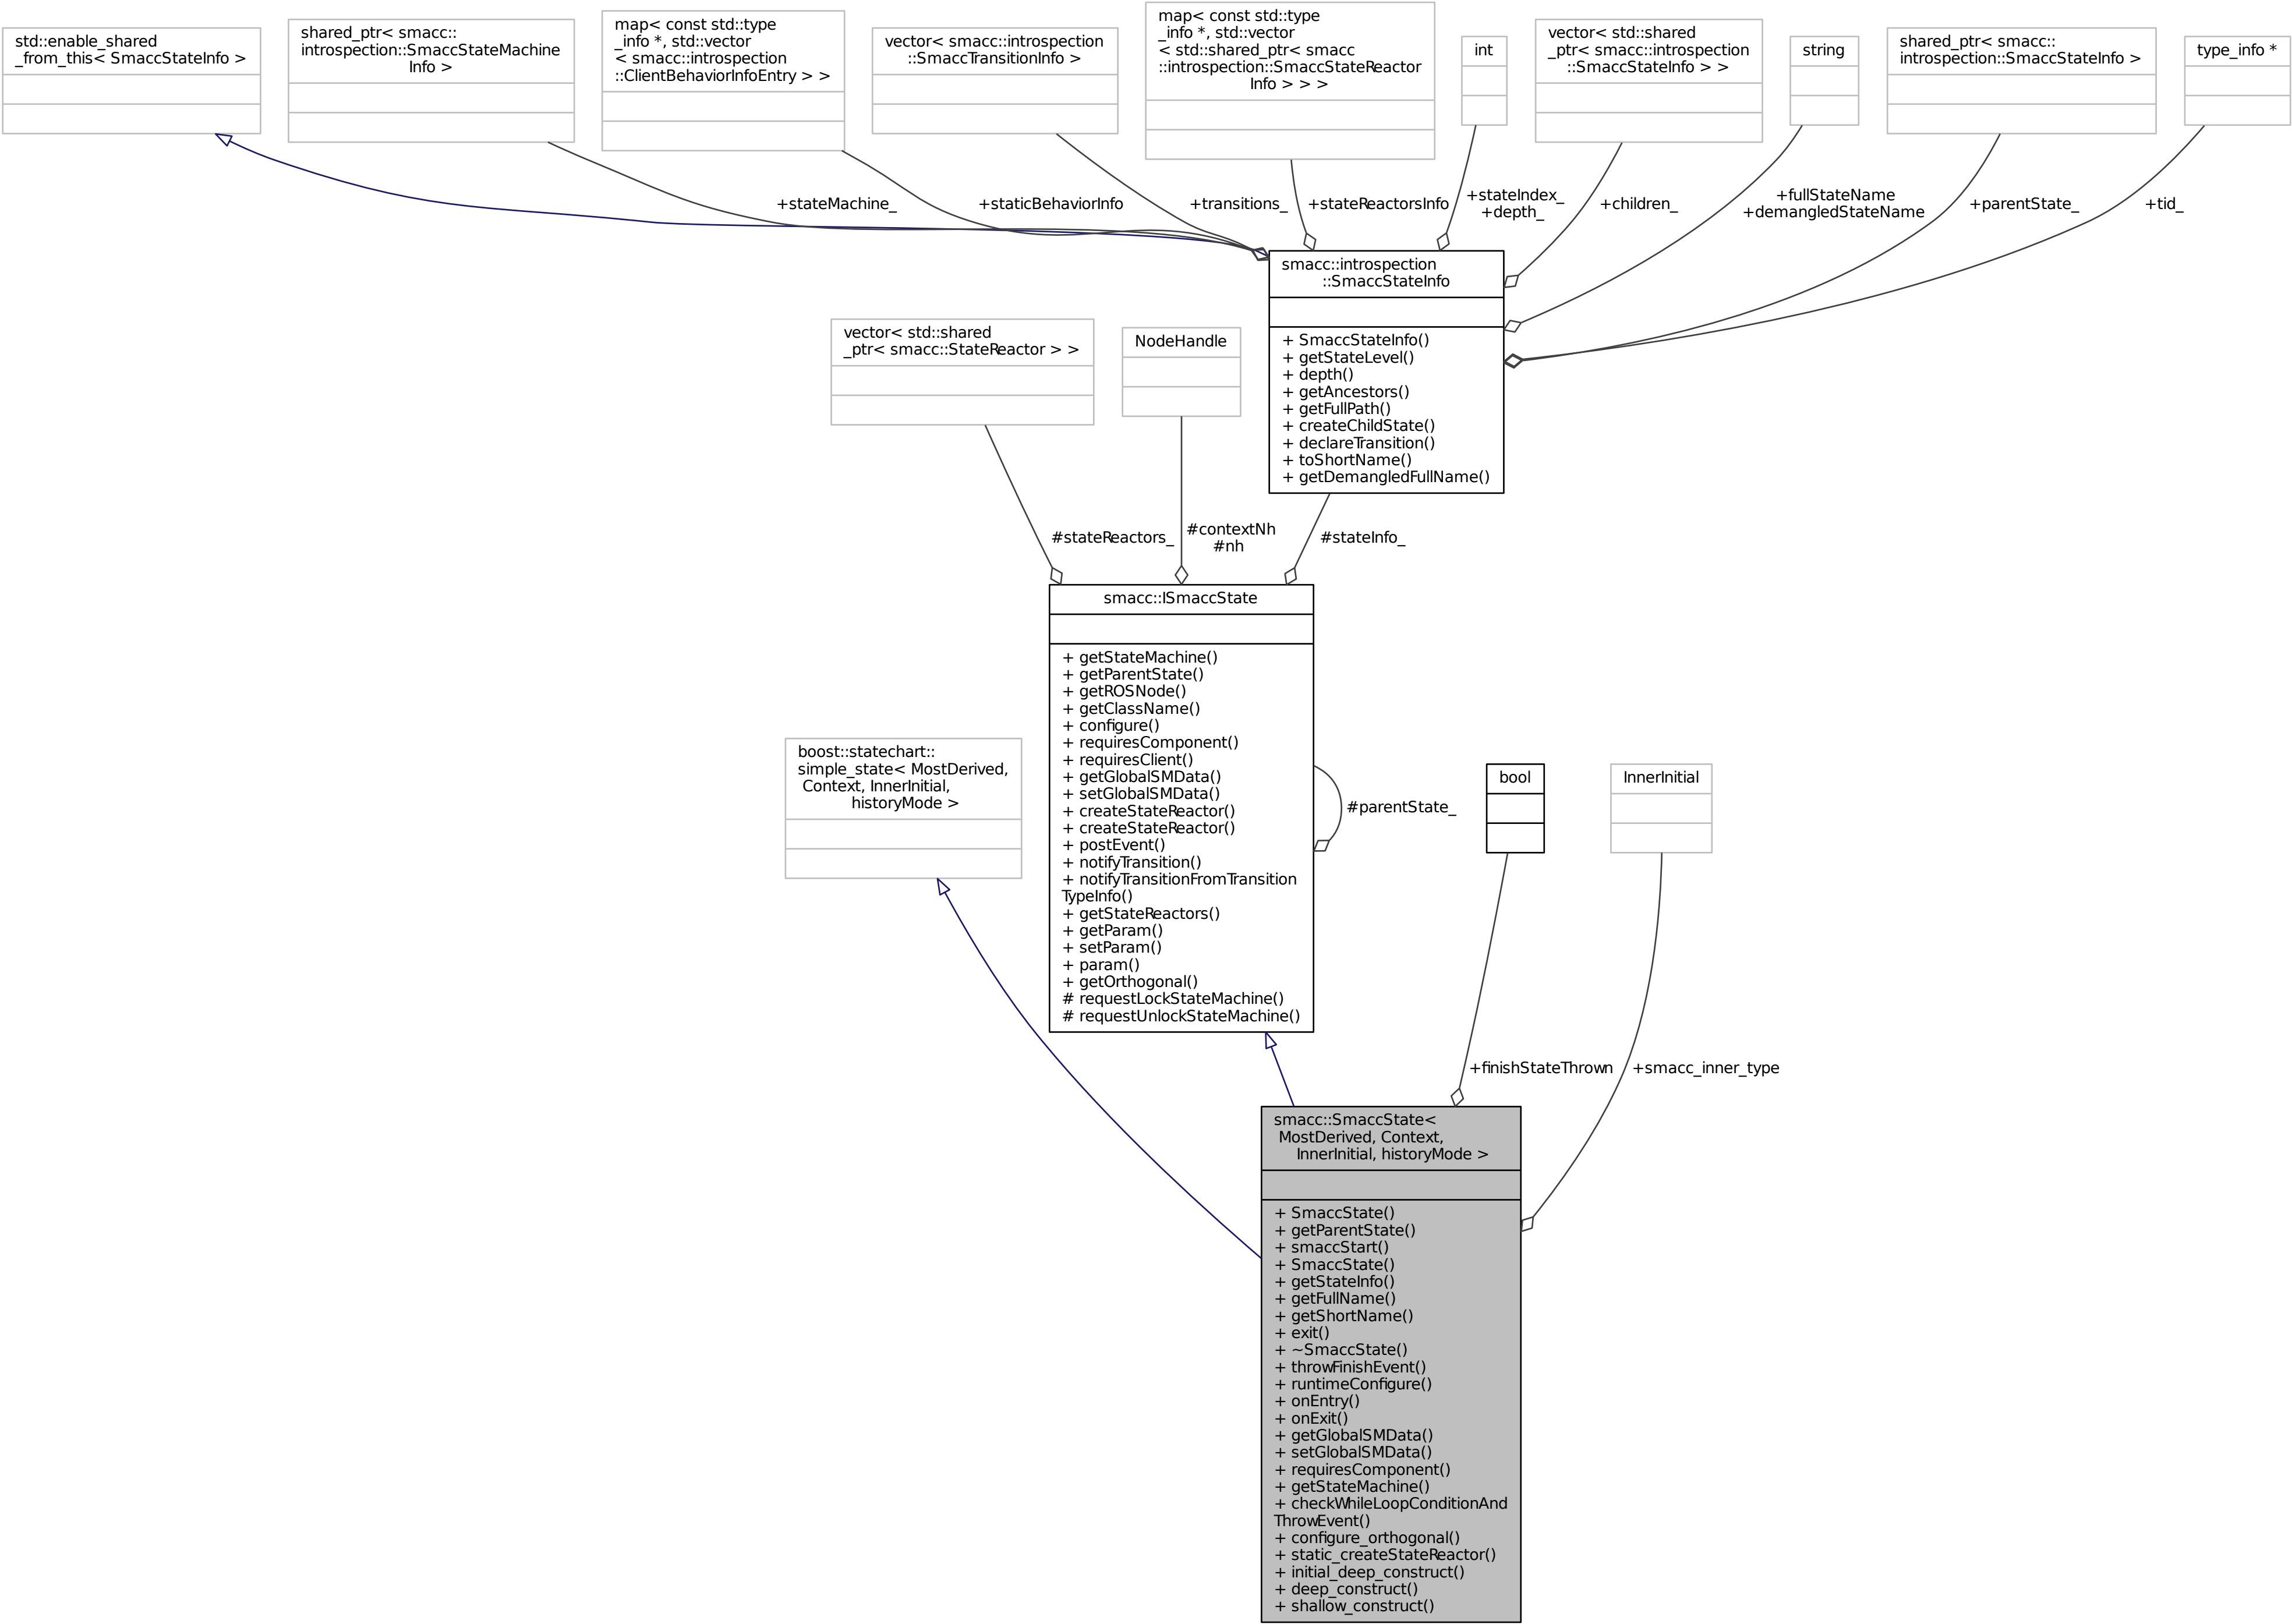 std::enable_shared
_from_this< SmaccStateInfo >
shared_ptr< smacc::
introspection::SmaccStateMachine
Info >
map< const std::type
_info *, std::vector
< smacc::introspection
::ClientBehaviorInfoEntry > >
vector< smacc::introspection
::SmaccTransitionInfo >
map< const std::type
_info *, std::vector
< std::shared_ptr< smacc
::introspection::SmaccStateReactor
Info > > >
int
vector< std::shared
_ptr< smacc::introspection
::SmaccStateInfo > >
string
shared_ptr< smacc::
introspection::SmaccStateInfo >
type_info *
+stateMachine_
+staticBehaviorInfo
+transitions_
+stateReactorsInfo
+stateIndex_
+depth_
+children_
+fullStateName
+demangledStateName
+parentState_
+tid_
smacc::introspection
::SmaccStateInfo
+ SmaccStateInfo()
+ getStateLevel()
+ depth()
+ getAncestors()
+ getFullPath()
+ createChildState()
+ declareTransition()
+ toShortName()
+ getDemangledFullName()
vector< std::shared
_ptr< smacc::StateReactor > >
NodeHandle
#stateReactors_
#contextNh
#nh
#stateInfo_
smacc::ISmaccState
+ getStateMachine()
+ getParentState()
+ getROSNode()
+ getClassName()
+ configure()
+ requiresComponent()
+ requiresClient()
+ getGlobalSMData()
+ setGlobalSMData()
+ createStateReactor()
+ createStateReactor()
+ postEvent()
+ notifyTransition()
+ notifyTransitionFromTransition
TypeInfo()
+ getStateReactors()
+ getParam()
+ setParam()
+ param()
+ getOrthogonal()
# requestLockStateMachine()
# requestUnlockStateMachine()
#parentState_
boost::statechart::
simple_state< MostDerived,
Context, InnerInitial,
historyMode >
bool
InnerInitial
+finishStateThrown
+smacc_inner_type
smacc::SmaccState<
MostDerived, Context,
InnerInitial, historyMode >
+ SmaccState()
+ getParentState()
+ smaccStart()
+ SmaccState()
+ getStateInfo()
+ getFullName()
+ getShortName()
+ exit()
+ ~SmaccState()
+ throwFinishEvent()
+ runtimeConfigure()
+ onEntry()
+ onExit()
+ getGlobalSMData()
+ setGlobalSMData()
+ requiresComponent()
+ getStateMachine()
+ checkWhileLoopConditionAnd
ThrowEvent()
+ configure_orthogonal()
+ static_createStateReactor()
+ initial_deep_construct()
+ deep_construct()
+ shallow_construct()